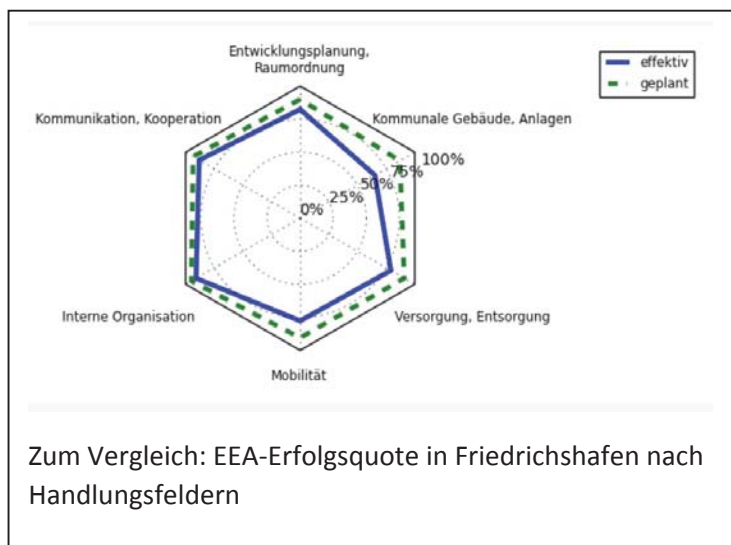 Entwicklungsplanung,
Raumordnung
effektiv
geplant
Kommunikation, Kooperation
Kommunale Gebäude, Anlagen
100%
75%
50%
25%
0%
Interne Organisation
Versorgung, Entsorgung
Mobilität
Zum Vergleich: EEA-Erfolgsquote in Friedrichshafen nach
Handlungsfeldern